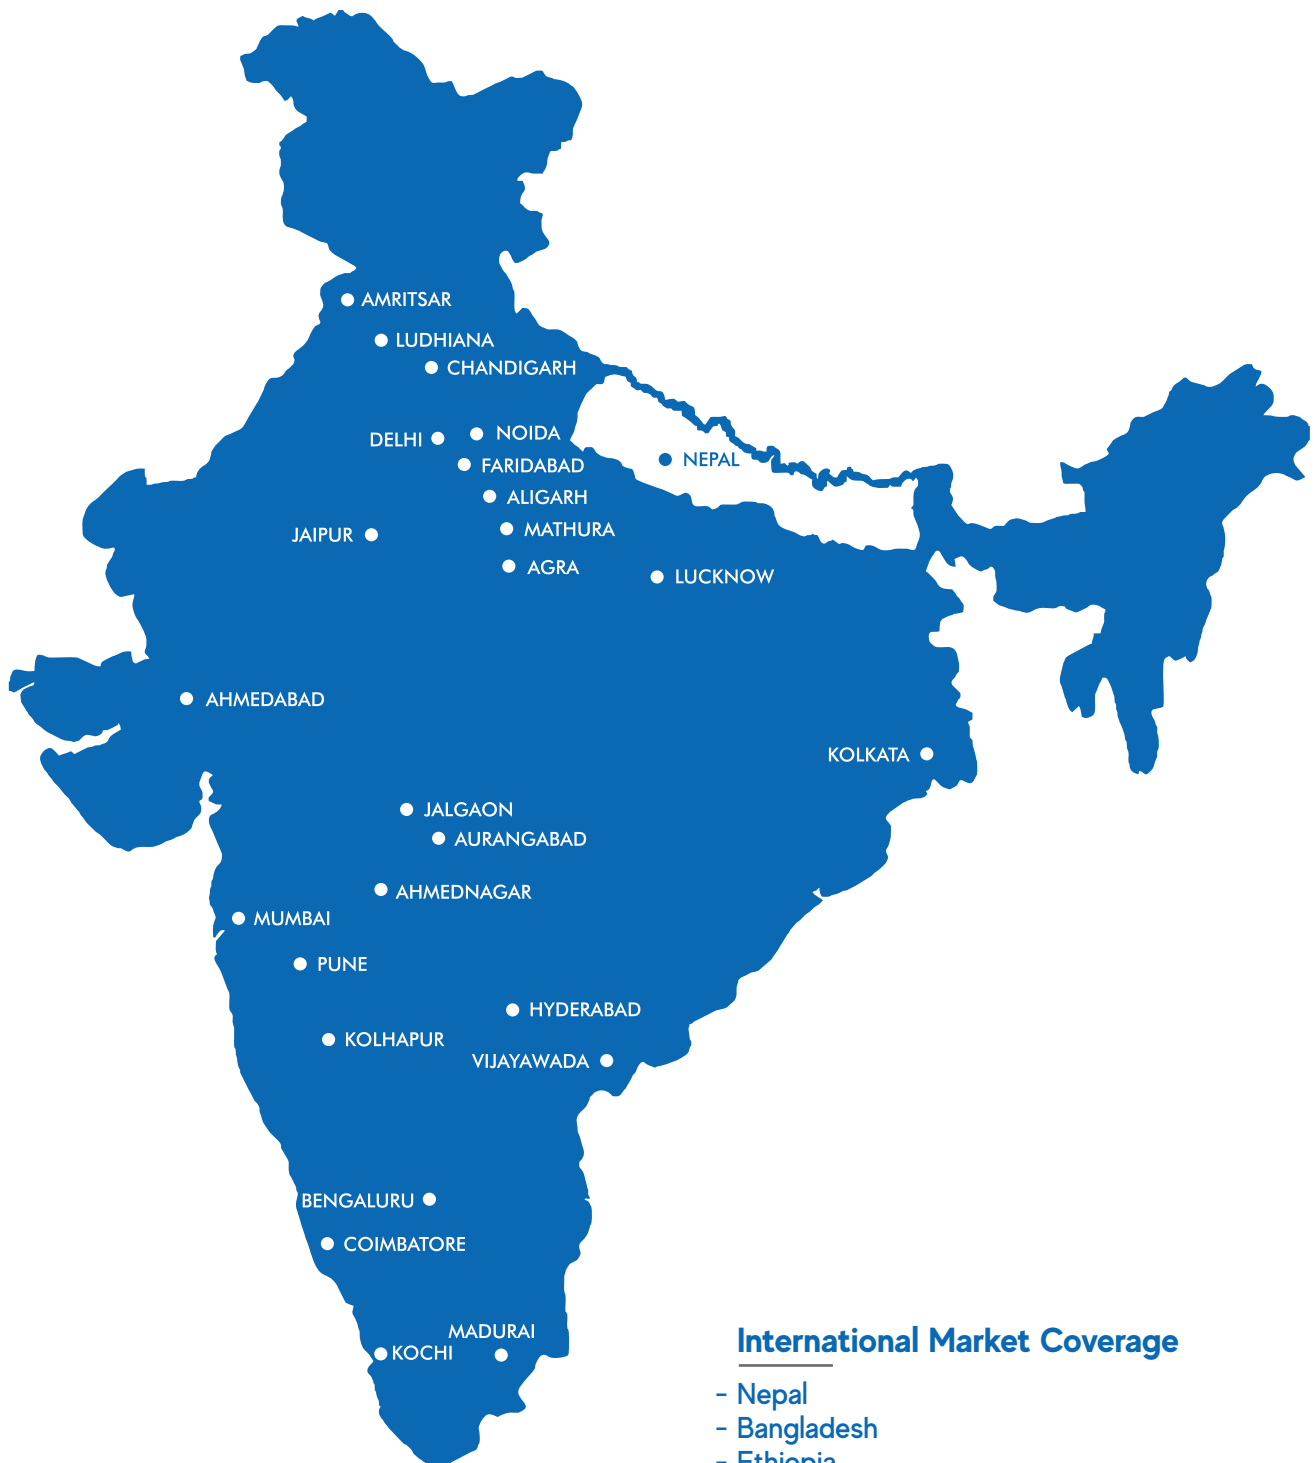 AMRITSAR
LUDHIANA
CHANDIGARH
DELHI
NOIDA
FARIDABAD
NEPAL
ALIGARH
MATHURA
JAIPUR
AGRA
LUCKNOW
AHMEDABAD
KOLKATA
JALGAON
AURANGABAD
AHMEDNAGAR
MUMBAI
PUNE
HYDERABAD
KOLHAPUR
VIJAYAWADA
BENGALURU
COIMBATORE
MADURAI
KOCHI
International Market Coverage
- Nepal
- Bangladesh
- Ethiopia